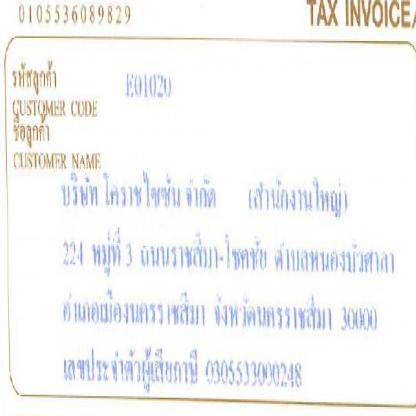 0105536089829 TAX INVOICE/
รหัสลูกค้า E01020
CUSTOMER CODE
ชื่อลูกค้า
CUSTOMER NAME
บริษัท โคราชไซซัน จำกัด (สำนักงานใหญ่)
224 หมู่ที่ 3 ถนนราชสีมา-โชคชัย ตำบลหนองบัวศาลา
อำเภอเมืองนครราชสีมา จังหวัดนครราชสีมา 30000
เลขประจำตัวผู้เสียภาษี 0305533000248